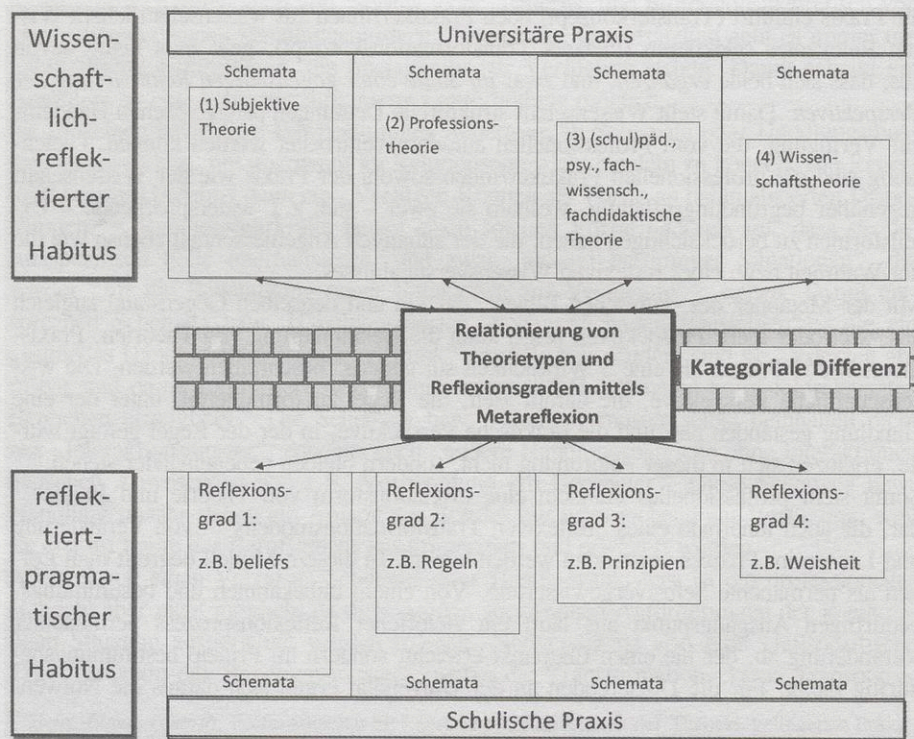 Wissen-
schaft-
lich-
reflek-
tierter
Habitus
Universitäre Praxis
Schemata
Schemata
Schemata
Schemata
(1) Subjektive
Theorie
(2) Professions-
theorie
(3) (schul)päd.,
psy., fach-
wissensch.,
fachdidaktische
Theorie
(4) Wissen-
schaftstheorie
Relationierung von
Theorietypen und
Reflexionsgraden mittels
Metareflexion
Kategoriale Differenz
reflek-
tiert-
pragma-
tischer
Habitus
Reflexions-
grad 1:
z.B. beliefs
Reflexions-
grad 2:
z.B. Regeln
Reflexions-
grad 3:
z.B. Prinzipien
Reflexions-
grad 4:
z.B. Weisheit
Schemata
Schemata
Schemata
Schemata
Schulische Praxis